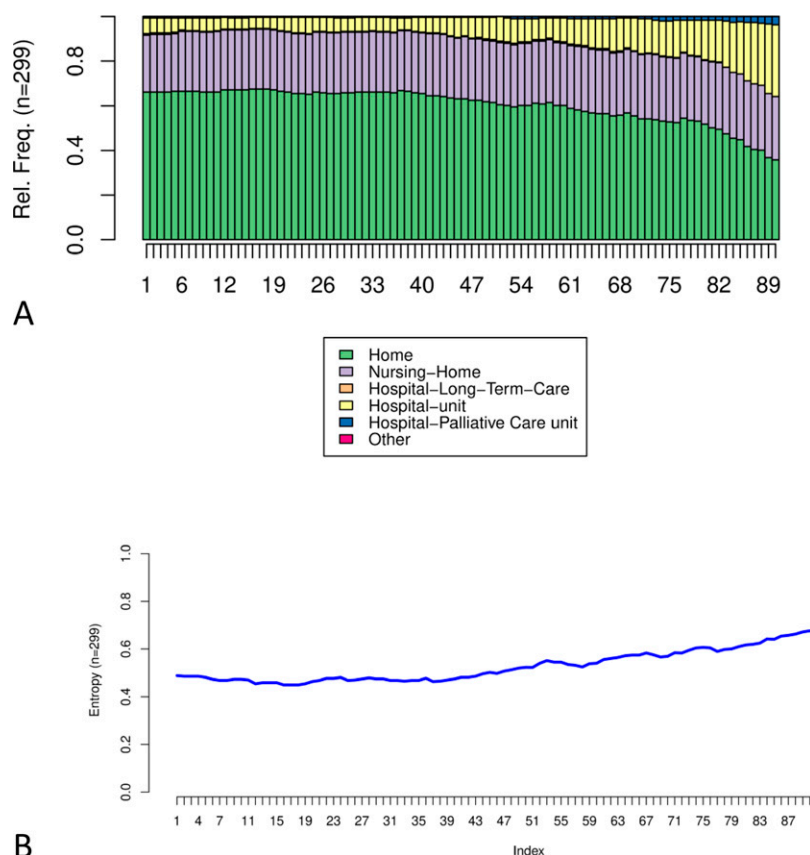 Rel. Freq. (n=299)
0.8
0.4
0.0
1 6 12 19 26 33 40 47 54 61 68 75 82 89
A
Home
Nursing−Home
Hospital−Long−Term−Care
Hospital−unit
Hospital−Palliative Care unit
Other
Entropy (n=299)
1.0
0.8
0.6
0.4
0.2
0.0
1 4 7 11 15 19 23 27 31 35 39 43 47 51 55 59 63 67 71 75 79 83 87
Index
B